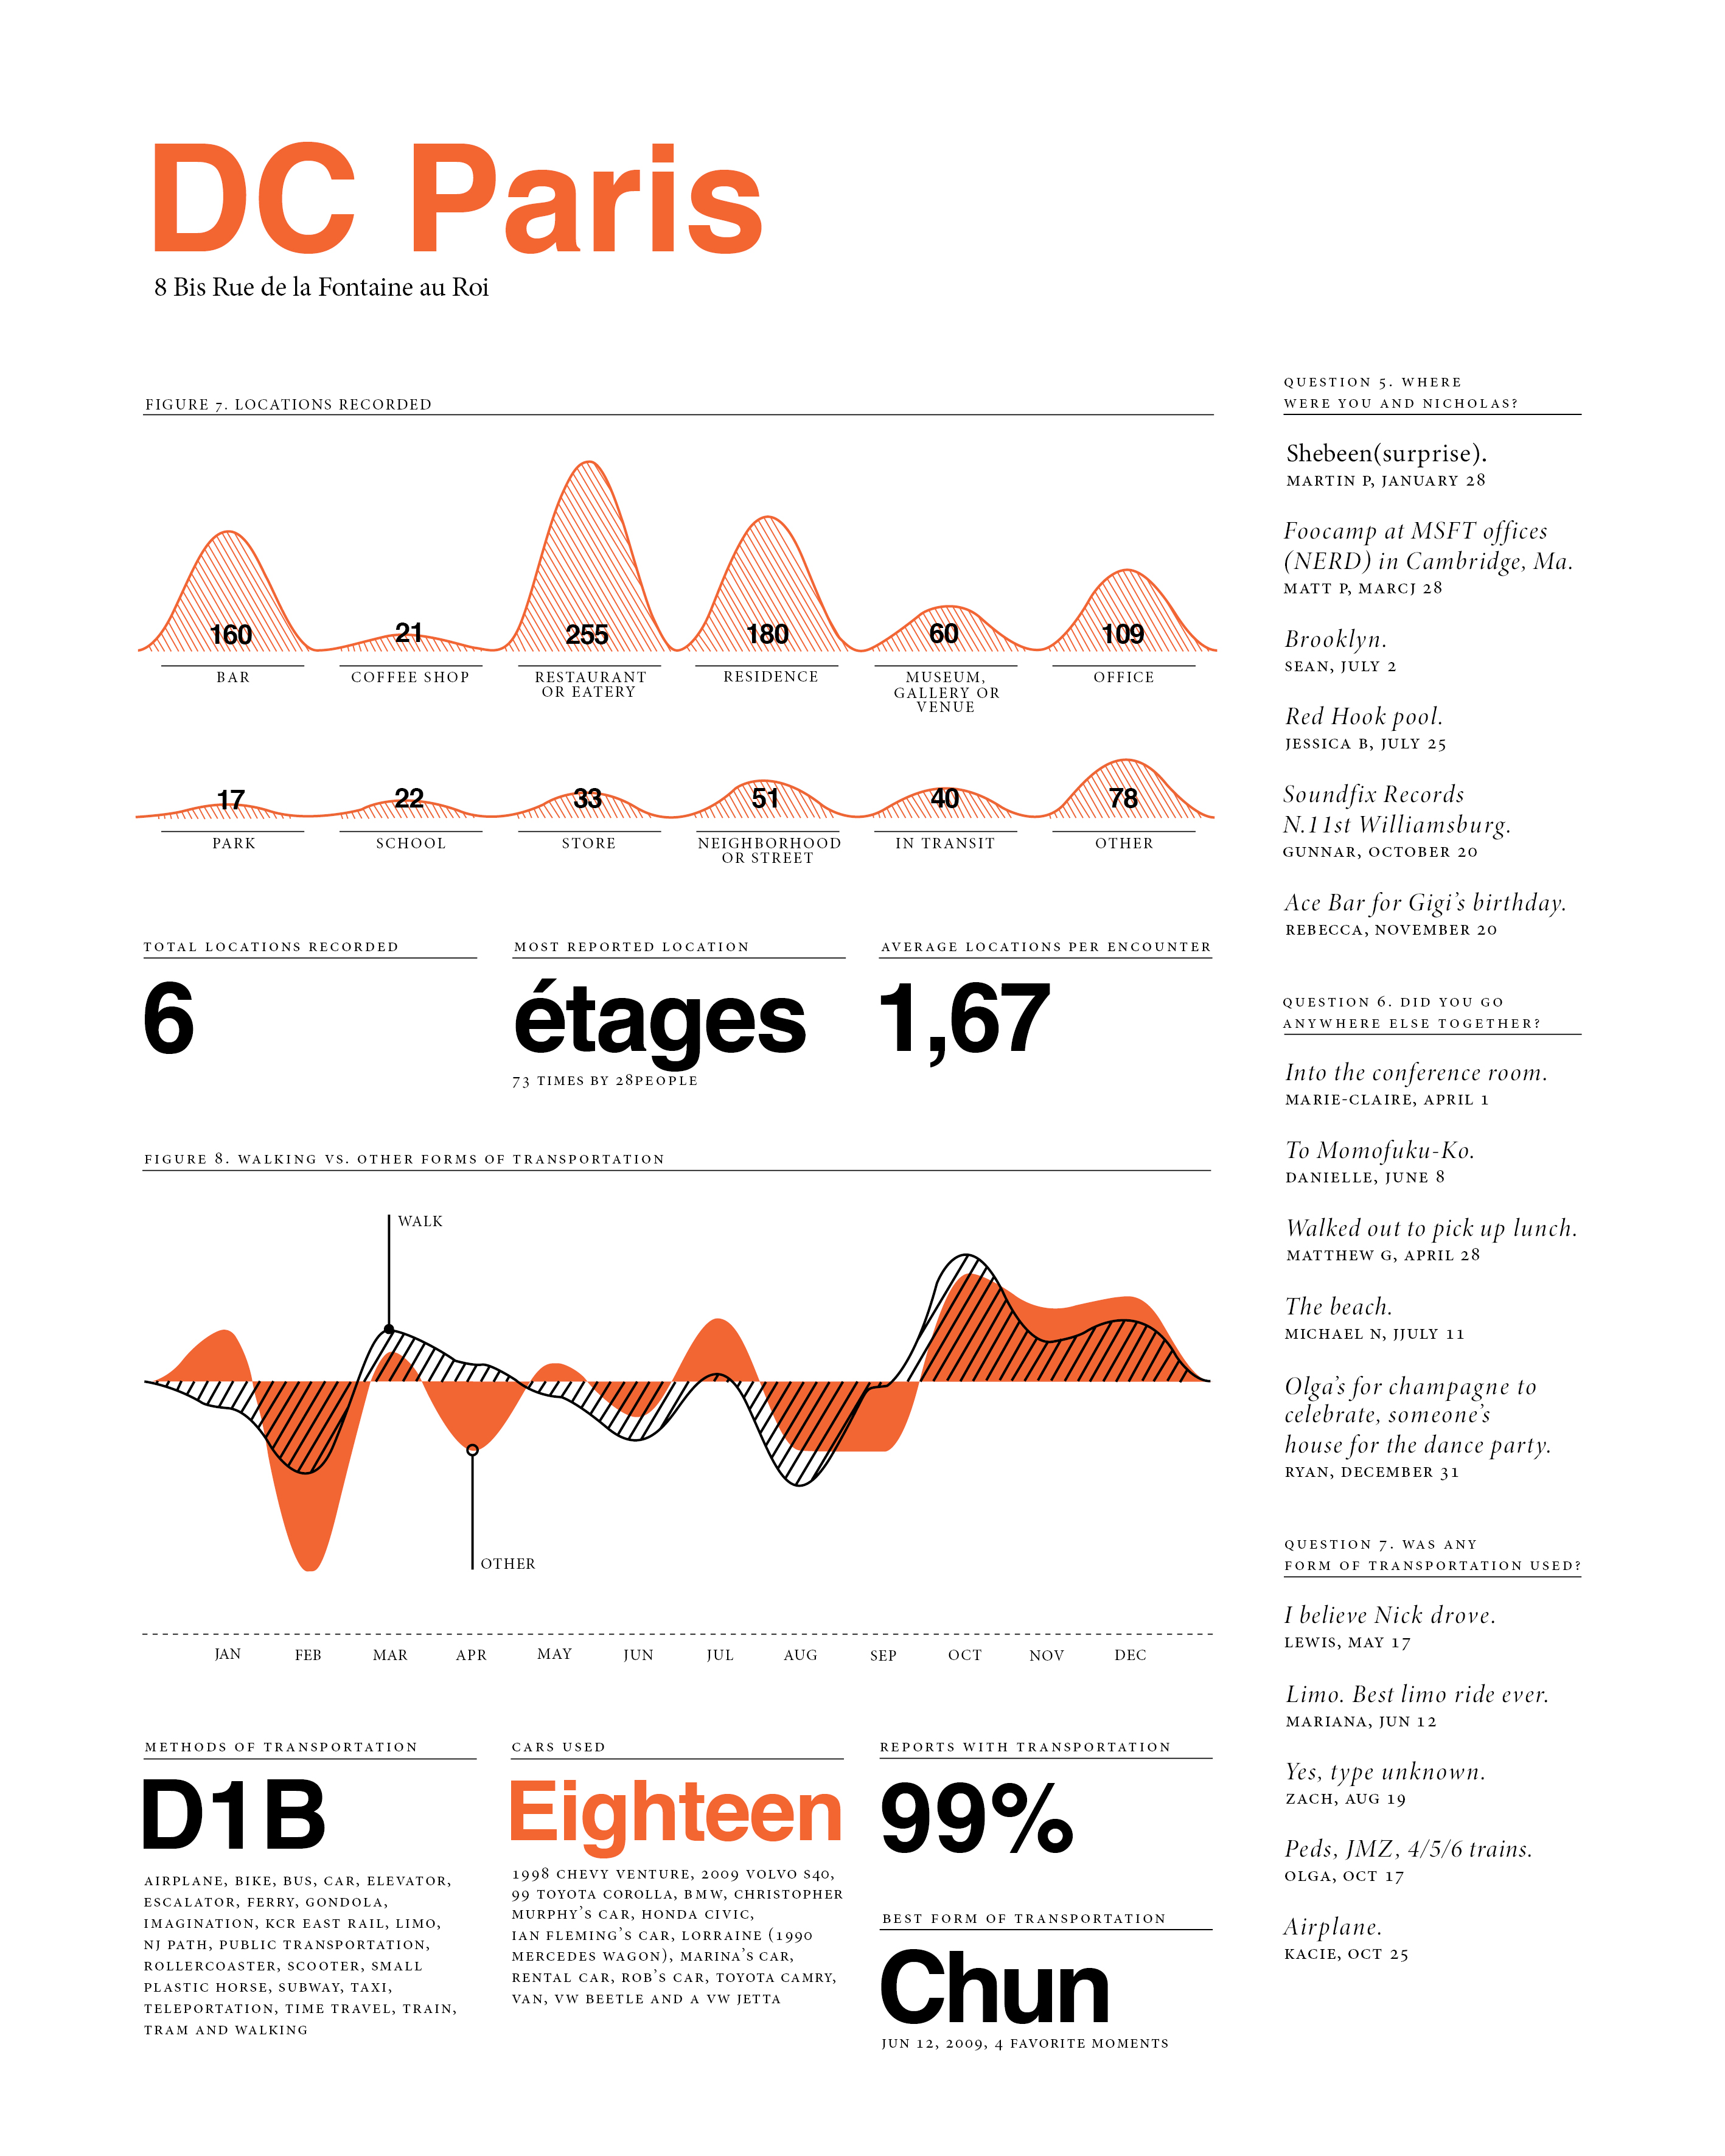 DC Paris
8 Bis Rue de la Fontaine au Roi
FIGURE 7. LOCATIONS RECORDED
160
21
255
180
60
109
BAR
COFFEE SHOP
RESTAURANT
OR EATERY
RESIDENCE
MUSEUM,
GALLERY OR
VENUE
OFFICE
17
22
33
51
40
78
PARK
SCHOOL
STORE
NEIGHBORHOOD
OR STREET
IN TRANSIT
OTHER
TOTAL LOCATIONS RECORDED
6
MOST REPORTED LOCATION
étages
73 TIMES BY 28PEOPLE
AVERAGE LOCATIONS PER ENCOUNTER
1,67
FIGURE 8. WALKING VS. OTHER FORMS OF TRANSPORTATION
WALK
OTHER
JAN FEB MAR APR MAY JUN JUL AUG SEP OCT NOV DEC
METHODS OF TRANSPORTATION
D1B
AIRPLANE, BIKE, BUS, CAR, ELEVATOR,
ESCALATOR, FERRY, GONDOLA,
IMAGINATION, KCR EAST RAIL, LIMO,
NJ PATH, PUBLIC TRANSPORTATION,
ROLLERCOASTER, SCOOTER, SMALL
PLASTIC HORSE, SUBWAY, TAXI,
TELEPORTATION, TIME TRAVEL, TRAIN,
TRAM AND WALKING
CARS USED
Eighteen
1998 CHEVY VENTURE, 2009 VOLVO S40,
99 TOYOTA COROLLA, BMW, CHRISTOPHER
MURPHY'S CAR, HONDA CIVIC,
IAN FLEMING'S CAR, LORRAINE (1990
MERCEDES WAGON), MARINA'S CAR,
RENTAL CAR, ROB'S CAR, TOYOTA CAMRY,
VAN, VW BEETLE AND A VW JETTA
REPORTS WITH TRANSPORTATION
99%
BEST FORM OF TRANSPORTATION
Chun
JUN 12, 2009, 4 FAVORITE MOMENTS
QUESTION 5. WHERE
WERE YOU AND NICHOLAS?
Shebeen(surprise).
MARTIN P, JANUARY 28
Foocamp at MSFT offices
(NERD) in Cambridge, Ma.
MATT P, MARCJ 28
Brooklyn.
SEAN, JULY 2
Red Hook pool.
JESSICA B, JULY 25
Soundfix Records
N.11st Williamsburg.
GUNNAR, OCTOBER 20
Ace Bar for Gigi's birthday.
REBECCA, NOVEMBER 20
QUESTION 6. DID YOU GO
ANYWHERE ELSE TOGETHER?
Into the conference room.
MARIE-CLAIRE, APRIL 1
To Momofuku-Ko.
DANIELLE, JUNE 8
Walked out to pick up lunch.
MATTHEW G, APRIL 28
The beach.
MICHAEL N, JJULY 11
Olga's for champagne to
celebrate, someone's
house for the dance party.
RYAN, DECEMBER 31
QUESTION 7. WAS ANY
FORM OF TRANSPORTATION USED?
I believe Nick drove.
LEWIS, MAY 17
Limo. Best limo ride ever.
MARIANA, JUN 12
Yes, type unknown.
ZACH, AUG 19
Peds, JMZ, 4/5/6 trains.
OLGA, OCT 17
Airplane.
KACIE, OCT 25